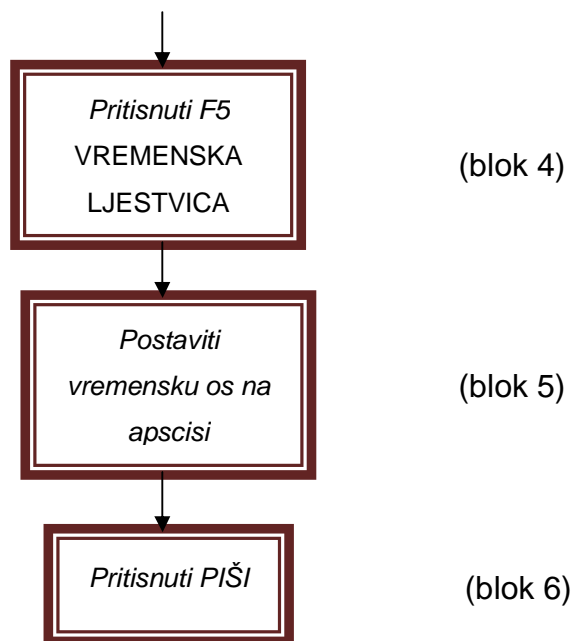 Pritisnuti F5
VREMENSKA
LJESTVICA
(blok 4)
Postaviti
vremensku os na
apscisi
(blok 5)
Pritisnuti PIŠI
(blok 6)